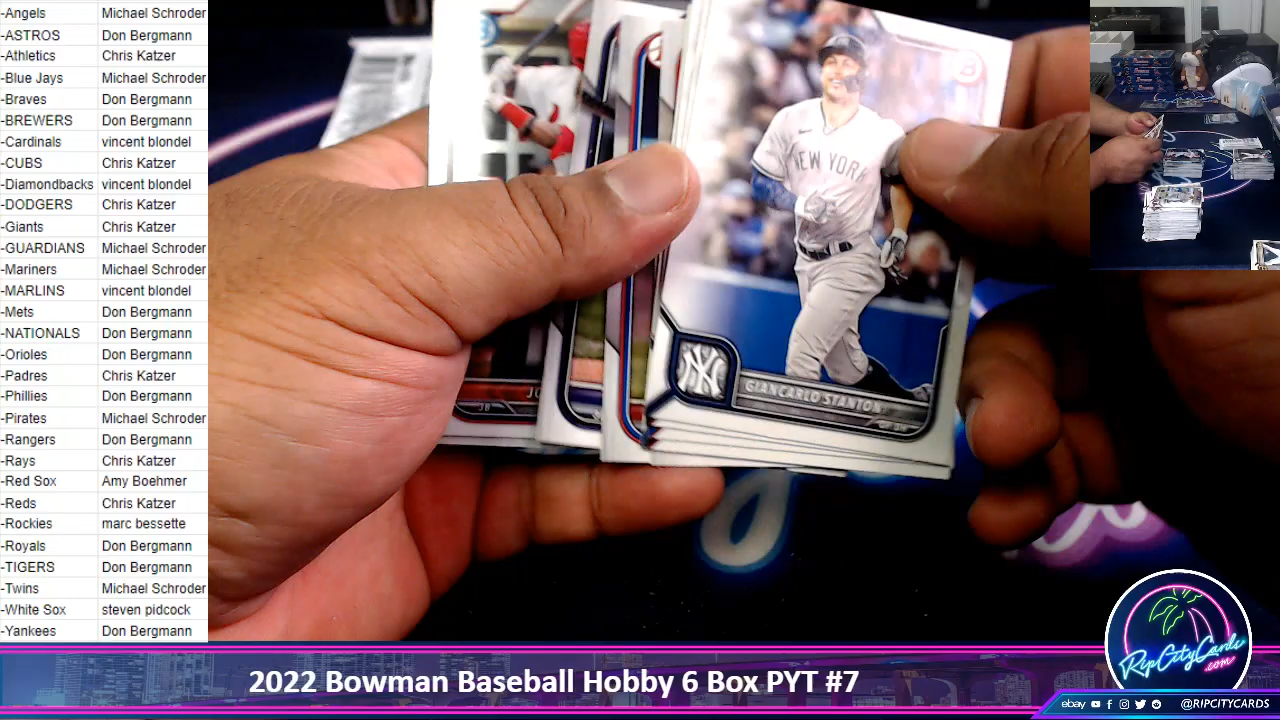 -Angels Michael Schroder
-ASTROS Don Bergmann
-Athletics Chris Katzer
-Blue Jays Michael Schroder
-Braves Don Bergmann
-BREWERS Don Bergmann
-Cardinals vincent blondel
-CUBS Chris Katzer
-Diamondbacks vincent blondel
-DODGERS Chris Katzer
-Giants Chris Katzer
-GUARDIANS Michael Schroder
-Mariners Michael Schroder
-MARLINS vincent blondel
-Mets Don Bergmann
-NATIONALS Don Bergmann
-Orioles Don Bergmann
-Padres Chris Katzer
-Phillies Don Bergmann
-Pirates Michael Schroder
-Rangers Don Bergmann
-Rays Chris Katzer
-Red Sox Amy Boehmer
-Reds Chris Katzer
-Rockies marc bessette
-Royals Don Bergmann
-TIGERS Don Bergmann
-Twins Michael Schroder
-White Sox steven pidcock
-Yankees Don Bergmann
NEW YORK
NY
GIANCARLO STANTON
JO
3B
2022 Bowman Baseball Hobby 6 Box PYT #7
RipCityCards
.com
ebay @RIPCITYCARDS